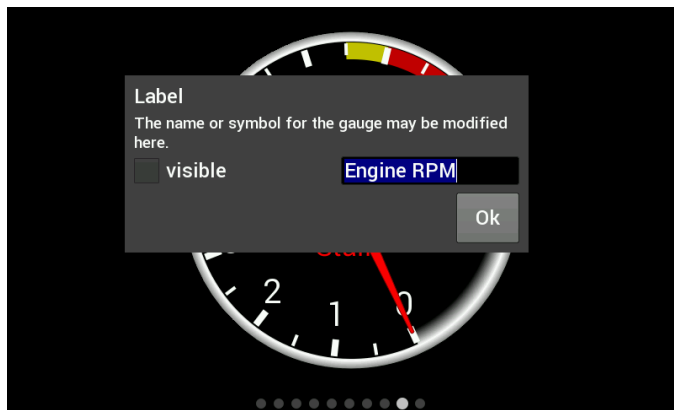 Label
The name or symbol for the gauge may be modified
here.
visible
Engine RPM
Ok
2
1
0